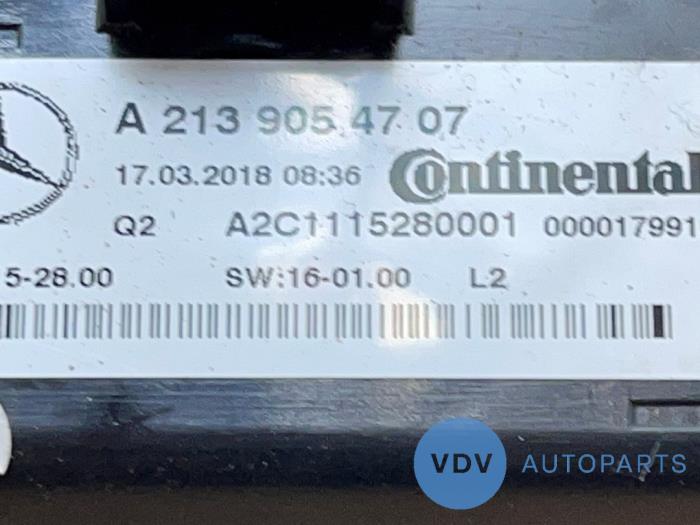 A 213 905 47 07
17.03.2018 08:36 Continental
Q2 A2C1115280001 000017991
5-28.00 SW:16-01.00 L2
VDV AUTOPARTS